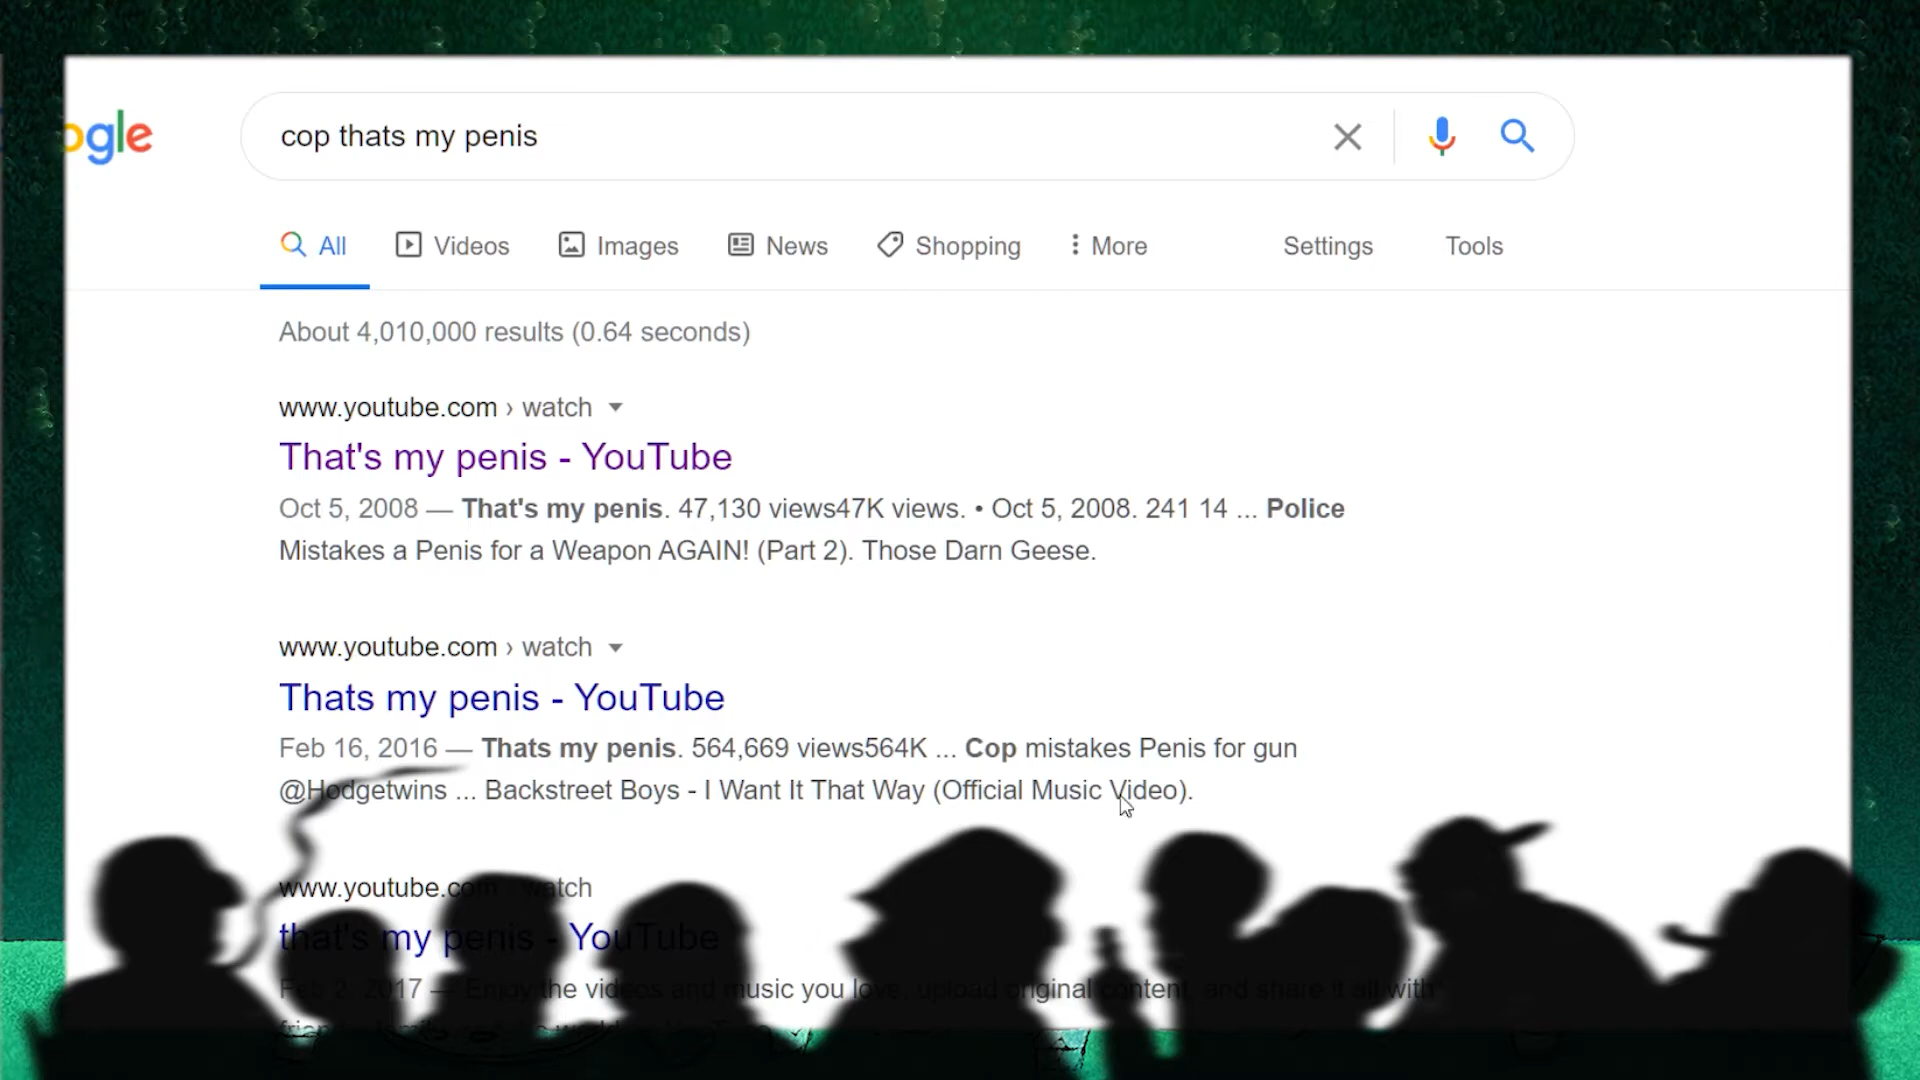 ogle
cop thats my penis
All Videos Images News Shopping More Settings Tools
About 4,010,000 results (0.64 seconds)
www.youtube.com › watch
That's my penis - YouTube
Oct 5, 2008 — That's my penis. 47,130 views47K views. • Oct 5, 2008. 241 14 ... Police
Mistakes a Penis for a Weapon AGAIN! (Part 2). Those Darn Geese.
www.youtube.com › watch
Thats my penis - YouTube
Feb 16, 2016 — Thats my penis. 564,669 views564K ... Cop mistakes Penis for gun
@Hodgetwins ... Backstreet Boys - I Want It That Way (Official Music Video).
www.youtube.com watch
that's my penis - YouTube
Feb 2, 2017 — Enjoy the videos and music you love, upload original content, and share it all with